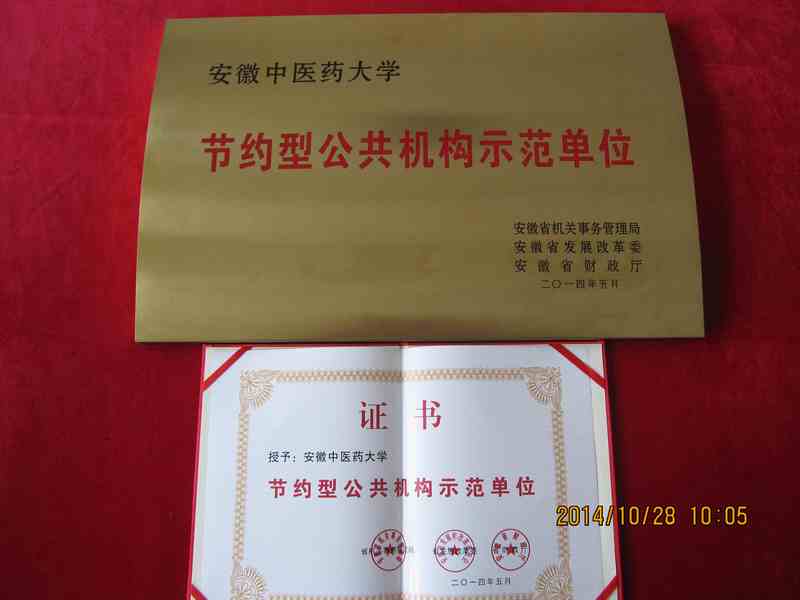 安徽中医药大学
节约型公共机构示范单位
安徽省机关事务管理局
安徽省发展改革委
安徽省财政厅
二〇一四年五月
证书
授予：安徽中医药大学
节约型公共机构示范单位
二〇一四年五月
2014/10/28 10:05